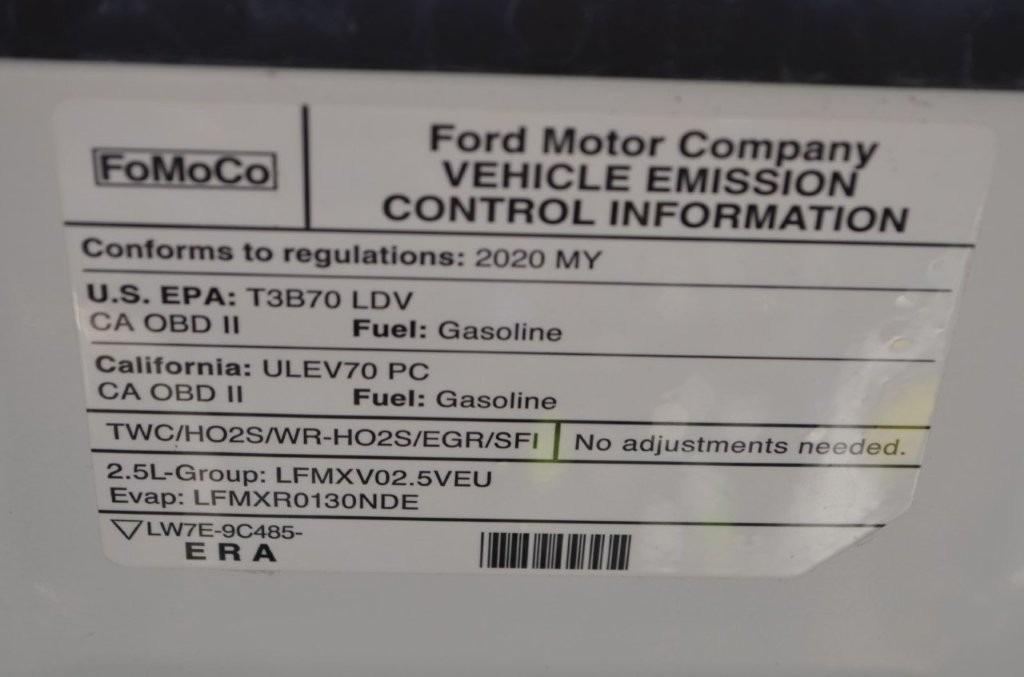 FoMoCo
Ford Motor Company
VEHICLE EMISSION
CONTROL INFORMATION
Conforms to regulations: 2020 MY
U.S. EPA: T3B70 LDV
CA OBD II Fuel: Gasoline
California: ULEV70 PC
CA OBD II Fuel: Gasoline
TWC/HO2S/WR-HO2S/EGR/SFI No adjustments needed.
2.5L-Group: LFMXV02.5VEU
Evap: LFMXR0130NDE
LW7E-9C485-
ERA